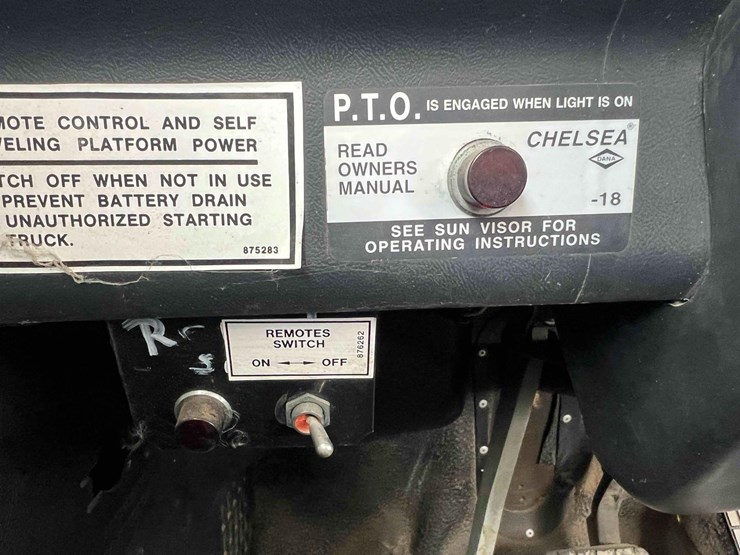 MOTE CONTROL AND SELF
VELING PLATFORM POWER
TCH OFF WHEN NOT IN USE
PREVENT BATTERY DRAIN
UNAUTHORIZED STARTING
TRUCK.
875283
P.T.O. IS ENGAGED WHEN LIGHT IS ON
READ
OWNERS
MANUAL
CHELSEA®
DANA
-18
SEE SUN VISOR FOR
OPERATING INSTRUCTIONS
R
REMOTES
SWITCH
ON OFF
876262